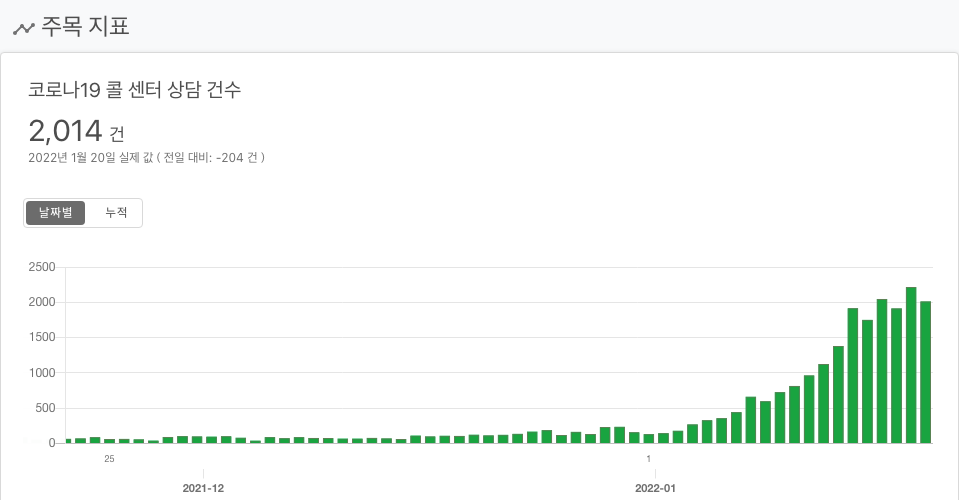 주목 지표
코로나19 콜 센터 상담 건수
2,014 건
2022년 1월 20일 실제 값 ( 전일 대비: -204 건 )
날짜별 누적
2500
2000
1500
1000
500
0
25 1
2021-12 2022-01